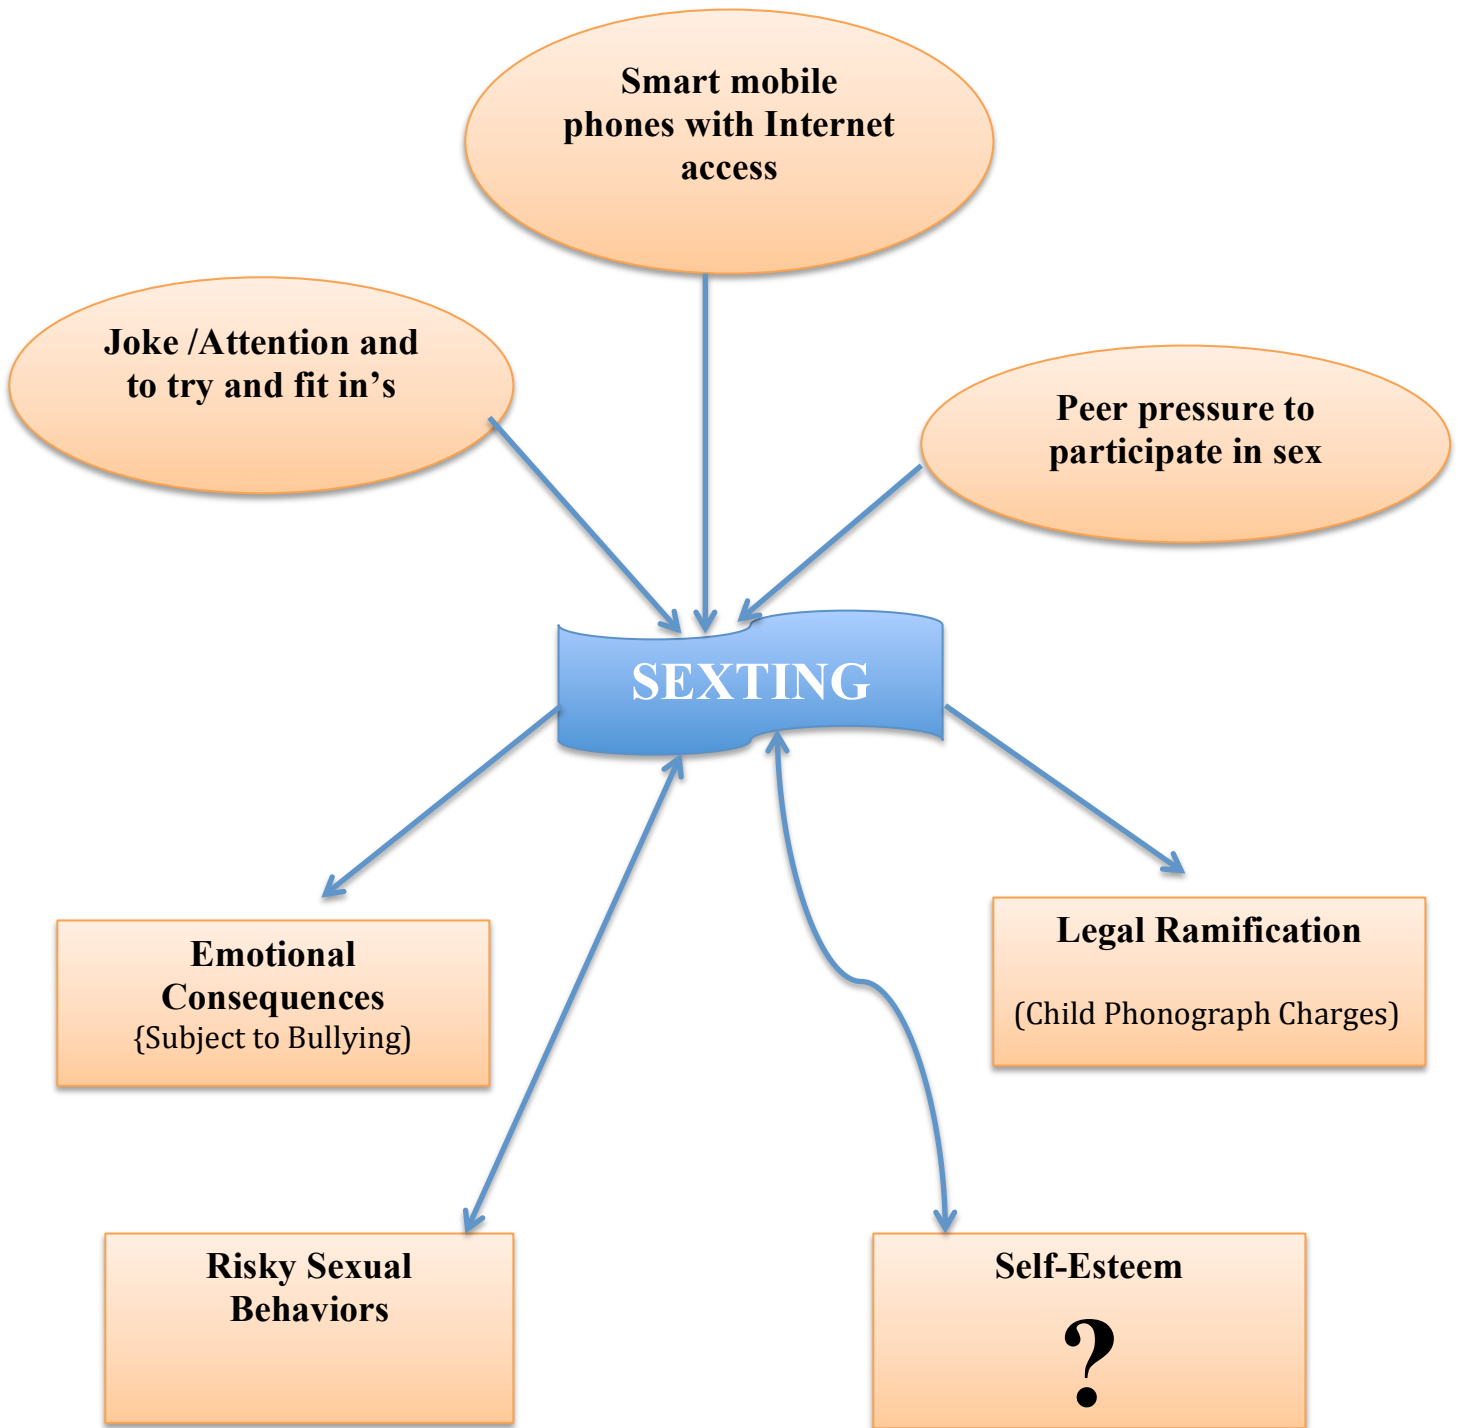 Smart mobile
phones with Internet
access
Joke /Attention and
to try and fit in’s
Peer pressure to
participate in sex
SEXTING
Emotional
Consequences
{Subject to Bullying)
Legal Ramification
(Child Phonograph Charges)
Risky Sexual
Behaviors
Self-Esteem
?